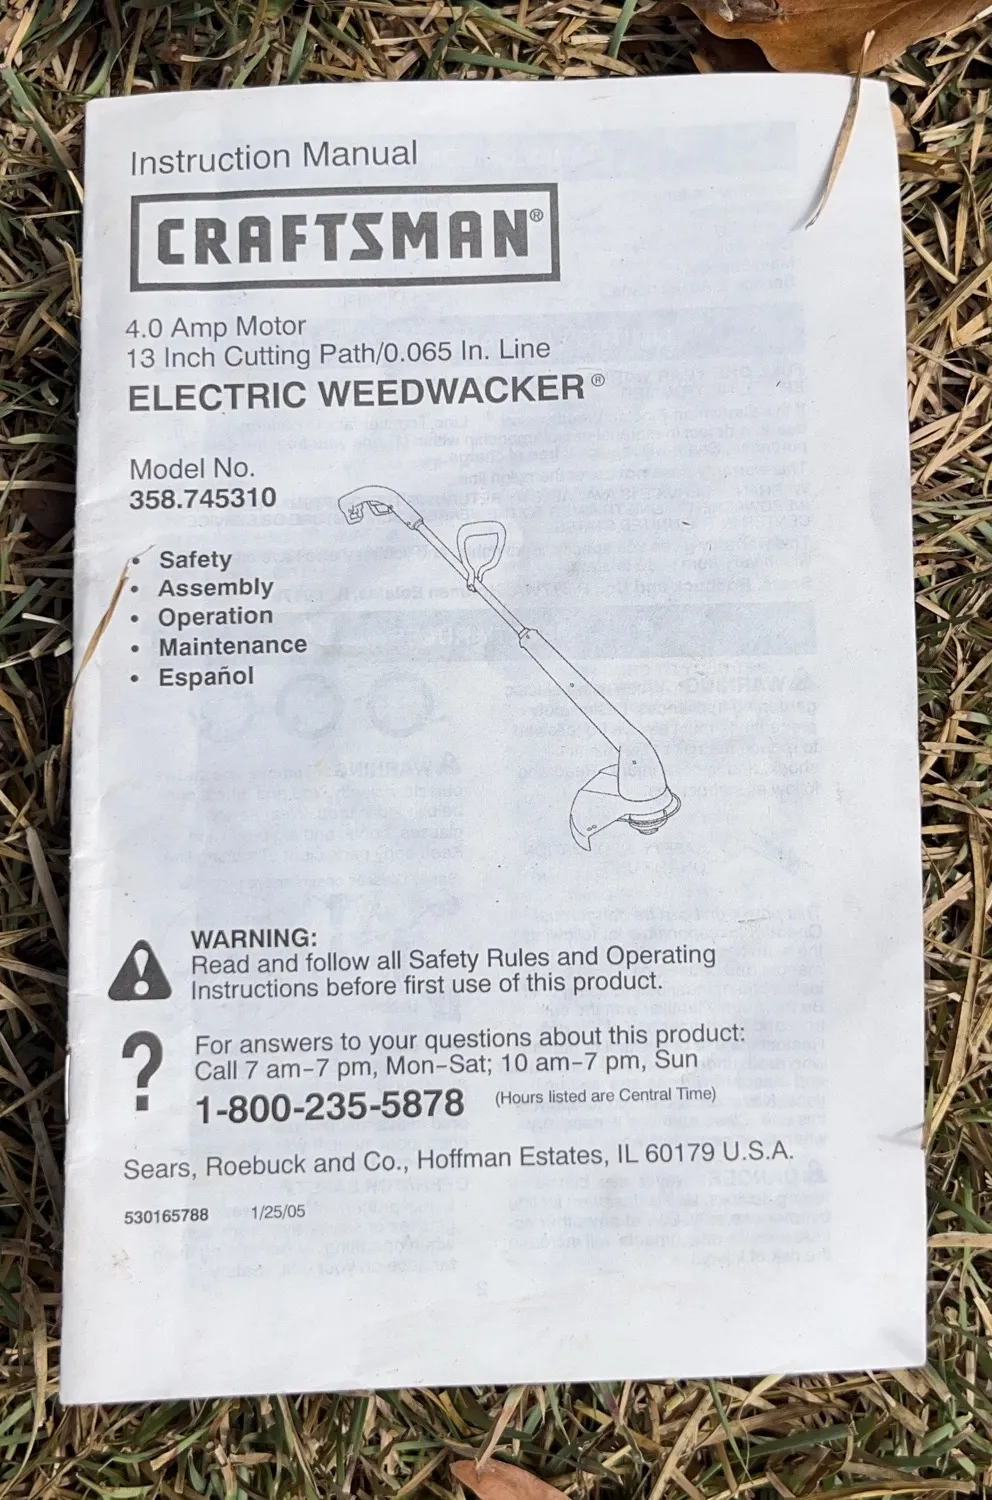 Instruction Manual
CRAFTSMAN®
4.0 Amp Motor
13 Inch Cutting Path/0.065 In. Line
ELECTRIC WEEDWACKER®
Model No.
358.745310
• Safety
• Assembly
• Operation
• Maintenance
• Español
WARNING:
Read and follow all Safety Rules and Operating
Instructions before first use of this product.
?
For answers to your questions about this product:
Call 7 am–7 pm, Mon–Sat; 10 am–7 pm, Sun
1-800-235-5878 (Hours listed are Central Time)
Sears, Roebuck and Co., Hoffman Estates, IL 60179 U.S.A.
530165788 1/25/05